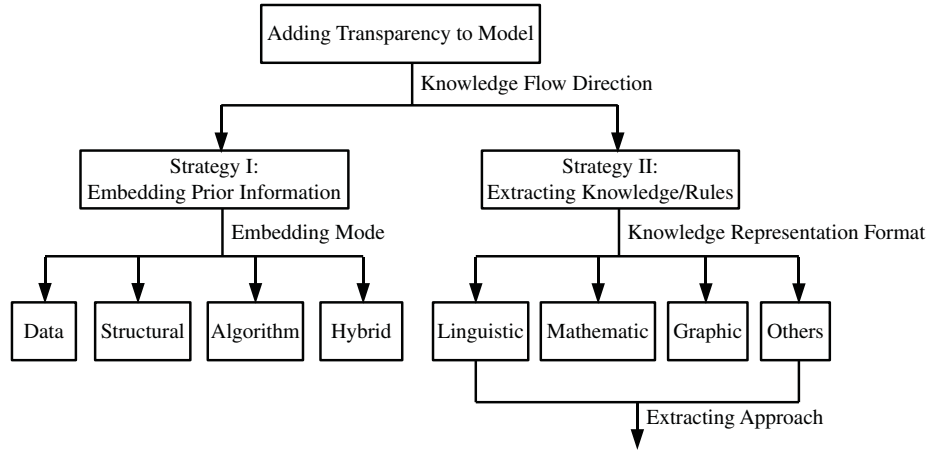 Adding Transparency to Model
Knowledge Flow Direction
Strategy I:
Embedding Prior Information
Strategy II:
Extracting Knowledge/Rules
Embedding Mode
Knowledge Representation Format
Data
Structural
Algorithm
Hybrid
Linguistic
Mathematic
Graphic
Others
Extracting Approach